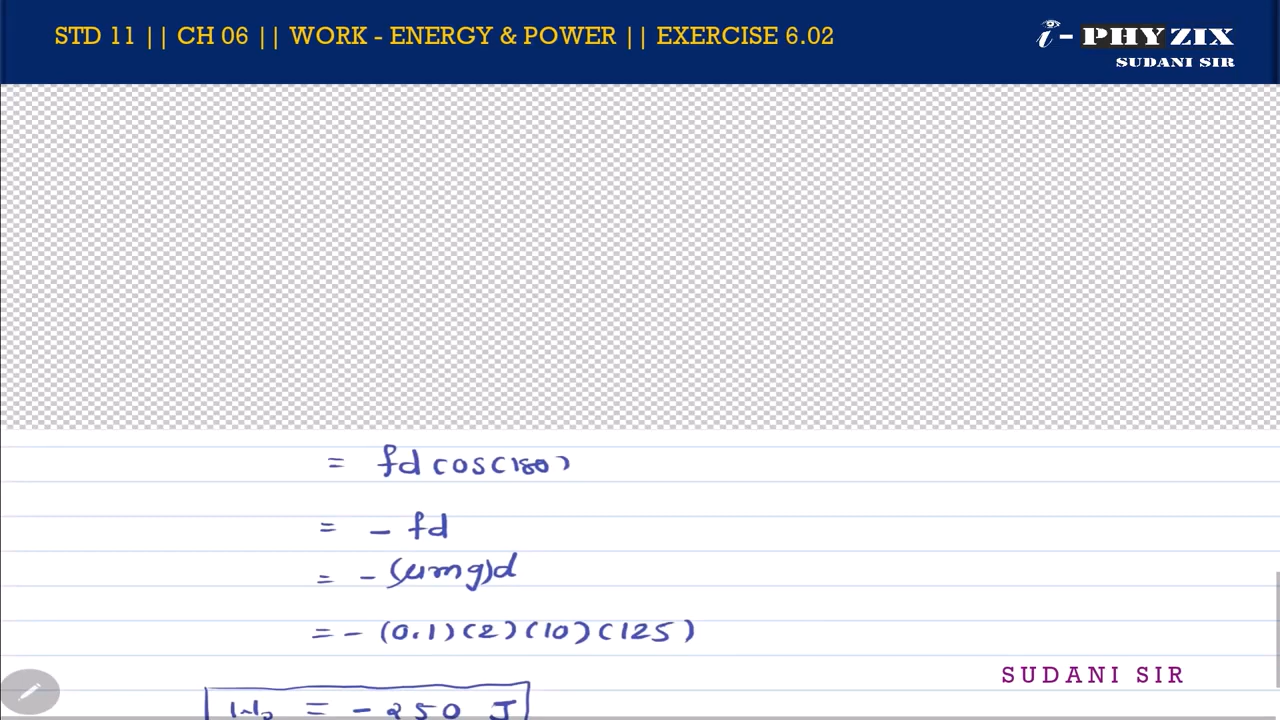 STD 11 || CH 06 || WORK - ENERGY & POWER || EXERCISE 6.02
i - PHYZIX
SUDANI SIR
= fd cos(180)
= - fd
= - (μmg)d
= - (0.1)(2)(10)(125)
SUDANI SIR
= - 250 J